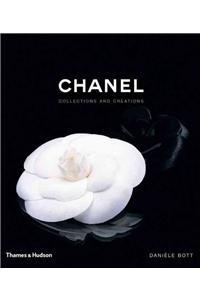 CHANEL
COLLECTIONS AND CREATIONS
Thames & Hudson
DANIÈLE BOTT